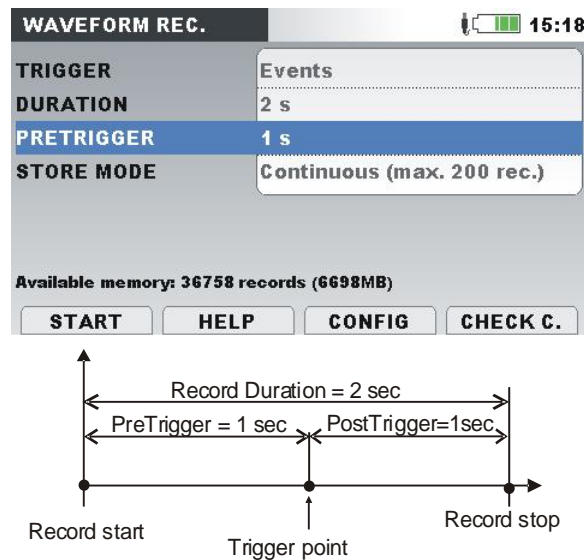 WAVEFORM REC. 15:18
TRIGGER Events
DURATION 2 s
PRETRIGGER 1 s
STORE MODE Continuous (max. 200 rec.)
Available memory: 36758 records (6698MB)
START HELP CONFIG CHECK C.
Record Duration = 2 sec
PreTrigger = 1 sec PostTrigger=1sec
Record start Trigger point Record stop